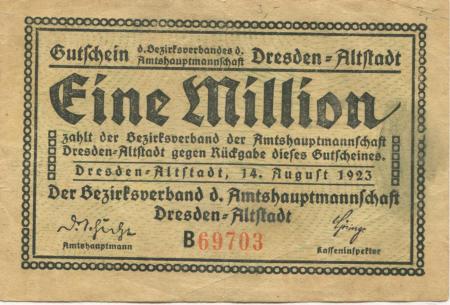 Gutschein d. Bezirksverbandes d. Amtshauptmannschaft Dresden=Altstadt
Eine Million
zahlt der Bezirksverband der Amtshauptmannschaft
Dresden=Altstadt gegen Rückgabe dieses Gutscheines.
Dresden=Altstadt, 14. August 1923
Der Bezirksverband d. Amtshauptmannschaft
Dresden=Altstadt
Amtshauptmann
B 69703
Kasseninspektor